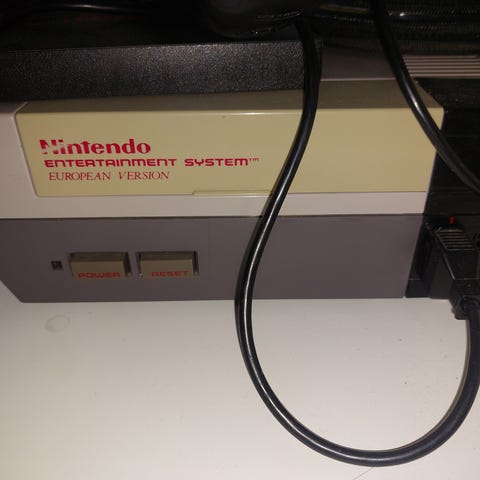 Nintendo
ENTERTAINMENT SYSTEM™
EUROPEAN VERSION
POWER RESET